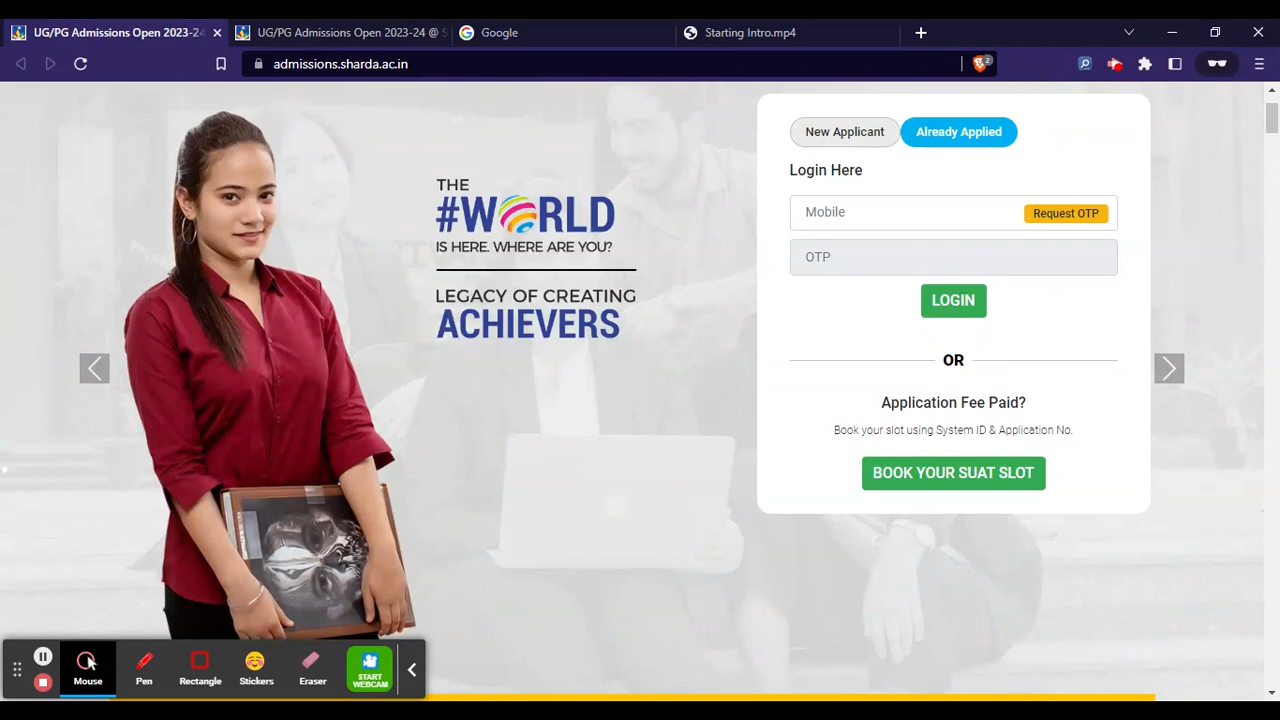 UG/PG Admissions Open 2023-24
UG/PG Admissions Open 2023-24 @ S
Google
Starting Intro.mp4
admissions.sharda.ac.in
2
THE
#WORLD
IS HERE. WHERE ARE YOU?
LEGACY OF CREATING
ACHIEVERS
New Applicant
Already Applied
Login Here
Mobile
Request OTP
OTP
LOGIN
OR
Application Fee Paid?
Book your slot using System ID & Application No.
BOOK YOUR SUAT SLOT
Mouse
Pen
Rectangle
Stickers
Eraser
START
WEBCAM